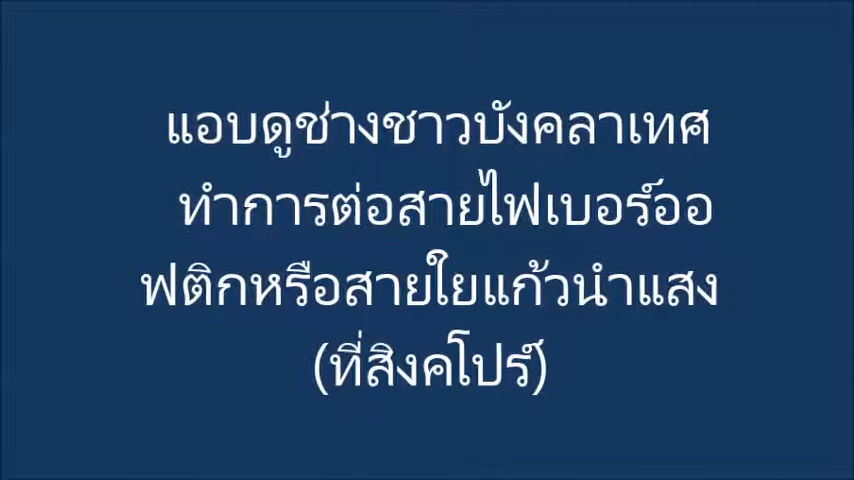 แอบดูช่างชาวบังคลาเทศ
ทำการต่อสายไฟเบอร์ออ
ฟติกหรือสายใยแก้วนำแสง
(ที่สิงคโปร์)